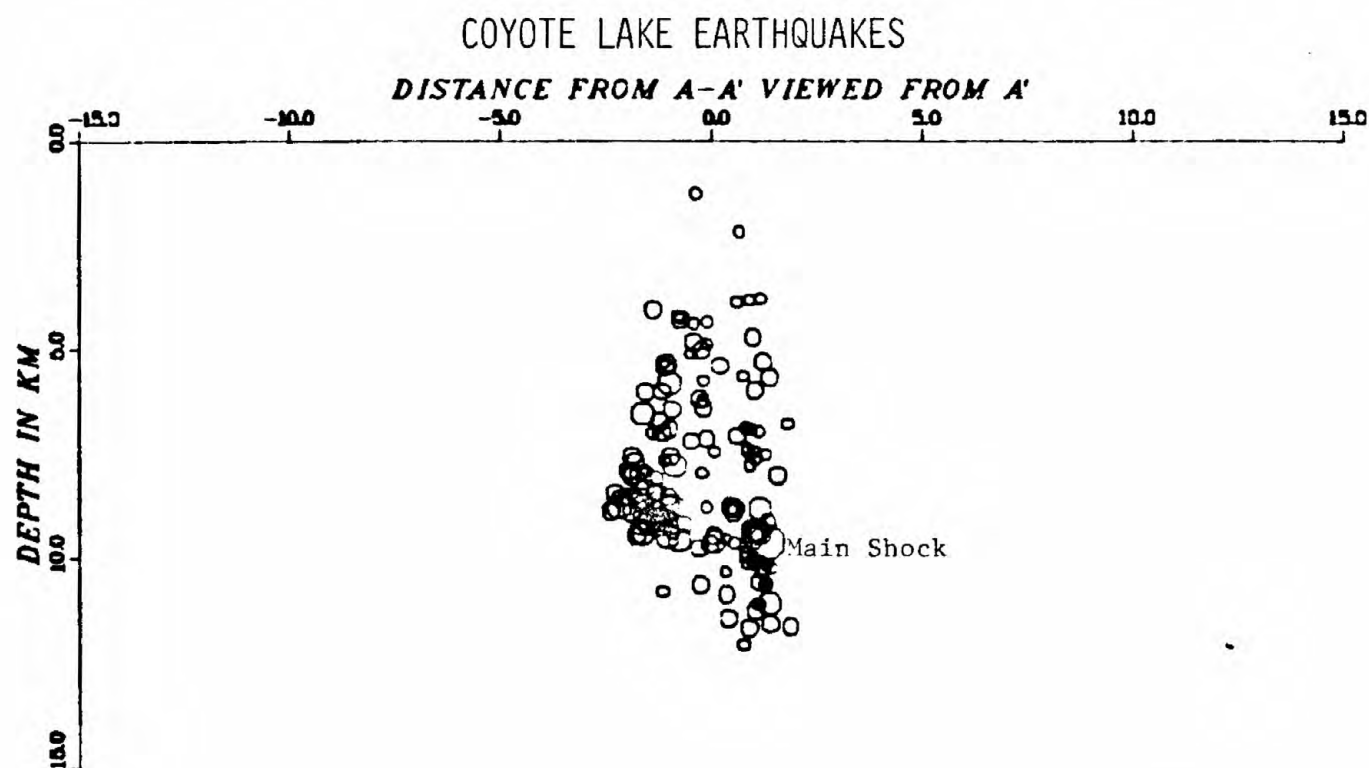 COYOTE LAKE EARTHQUAKES
DISTANCE FROM A-A' VIEWED FROM A'
-15.0 -10.0 -5.0 0.0 5.0 10.0 15.0
0.0
5.0
DEPTH IN KM
10.0
Main Shock
15.0